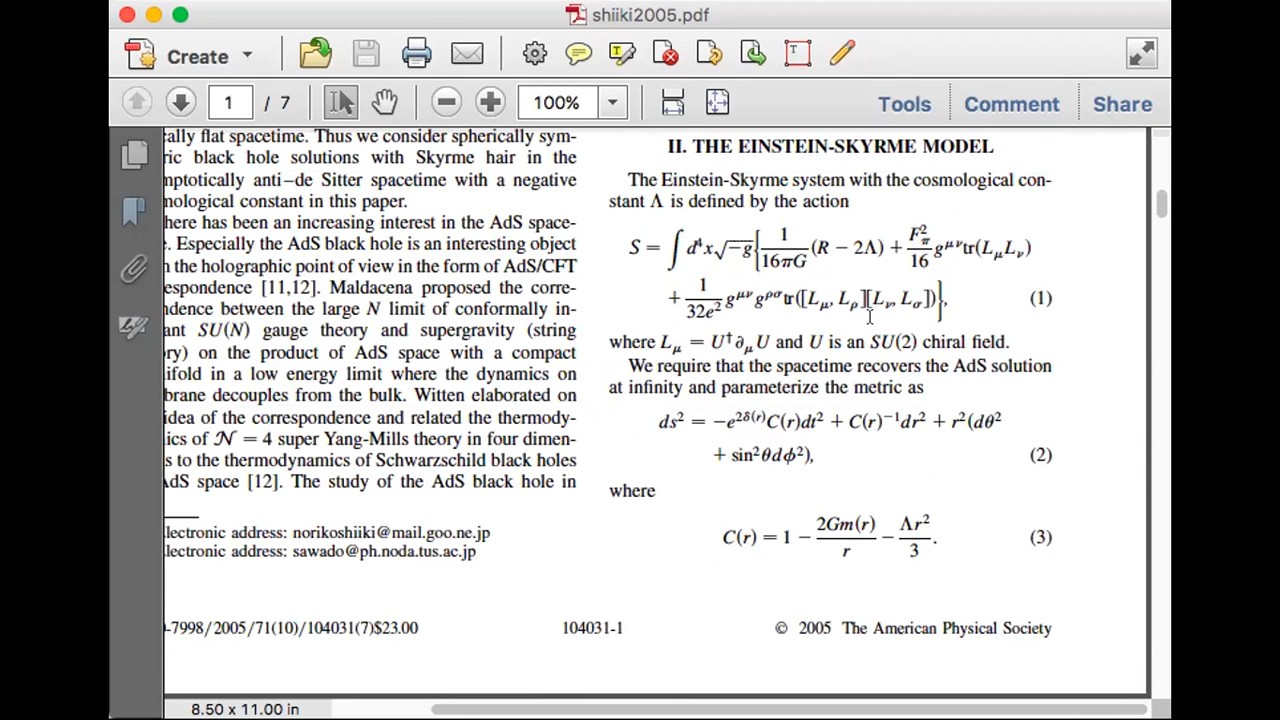 shiiki2005.pdf
Create
1 / 7 100% Tools Comment Share
cally flat spacetime. Thus we consider spherically sym-
ric black hole solutions with Skyrme hair in the
mptotically anti–de Sitter spacetime with a negative
mological constant in this paper.
here has been an increasing interest in the AdS space-
e. Especially the AdS black hole is an interesting object
n the holographic point of view in the form of AdS/CFT
espondence [11,12]. Maldacena proposed the corre-
ndence between the large N limit of conformally in-
ant SU(N) gauge theory and supergravity (string
ory) on the product of AdS space with a compact
nifold in a low energy limit where the dynamics on
brane decouples from the bulk. Witten elaborated on
idea of the correspondence and related the thermody-
ics of 𝒩 = 4 super Yang-Mills theory in four dimen-
s to the thermodynamics of Schwarzschild black holes
AdS space [12]. The study of the AdS black hole in
lectronic address: norikoshiiki@mail.goo.ne.jp
lectronic address: sawado@ph.noda.tus.ac.jp
0-7998/2005/71(10)/104031(7)$23.00
II. THE EINSTEIN-SKYRME MODEL
The Einstein-Skyrme system with the cosmological con-
stant Λ is defined by the action
S = ∫ d⁴x√−g{ 1/16πG (R − 2Λ) + F²π/16 g^μν tr(LμLν)
+ 1/32e² g^μν g^ρσ tr([Lμ, Lρ][Lν, Lσ])}, (1)
where Lμ = U†∂μU and U is an SU(2) chiral field.
We require that the spacetime recovers the AdS solution
at infinity and parameterize the metric as
ds² = −e^2δ(r)C(r)dt² + C(r)⁻¹dr² + r²(dθ²
+ sin²θdϕ²), (2)
where
C(r) = 1 − 2Gm(r)/r − Λr²/3. (3)
104031-1
© 2005 The American Physical Society
8.50 x 11.00 in